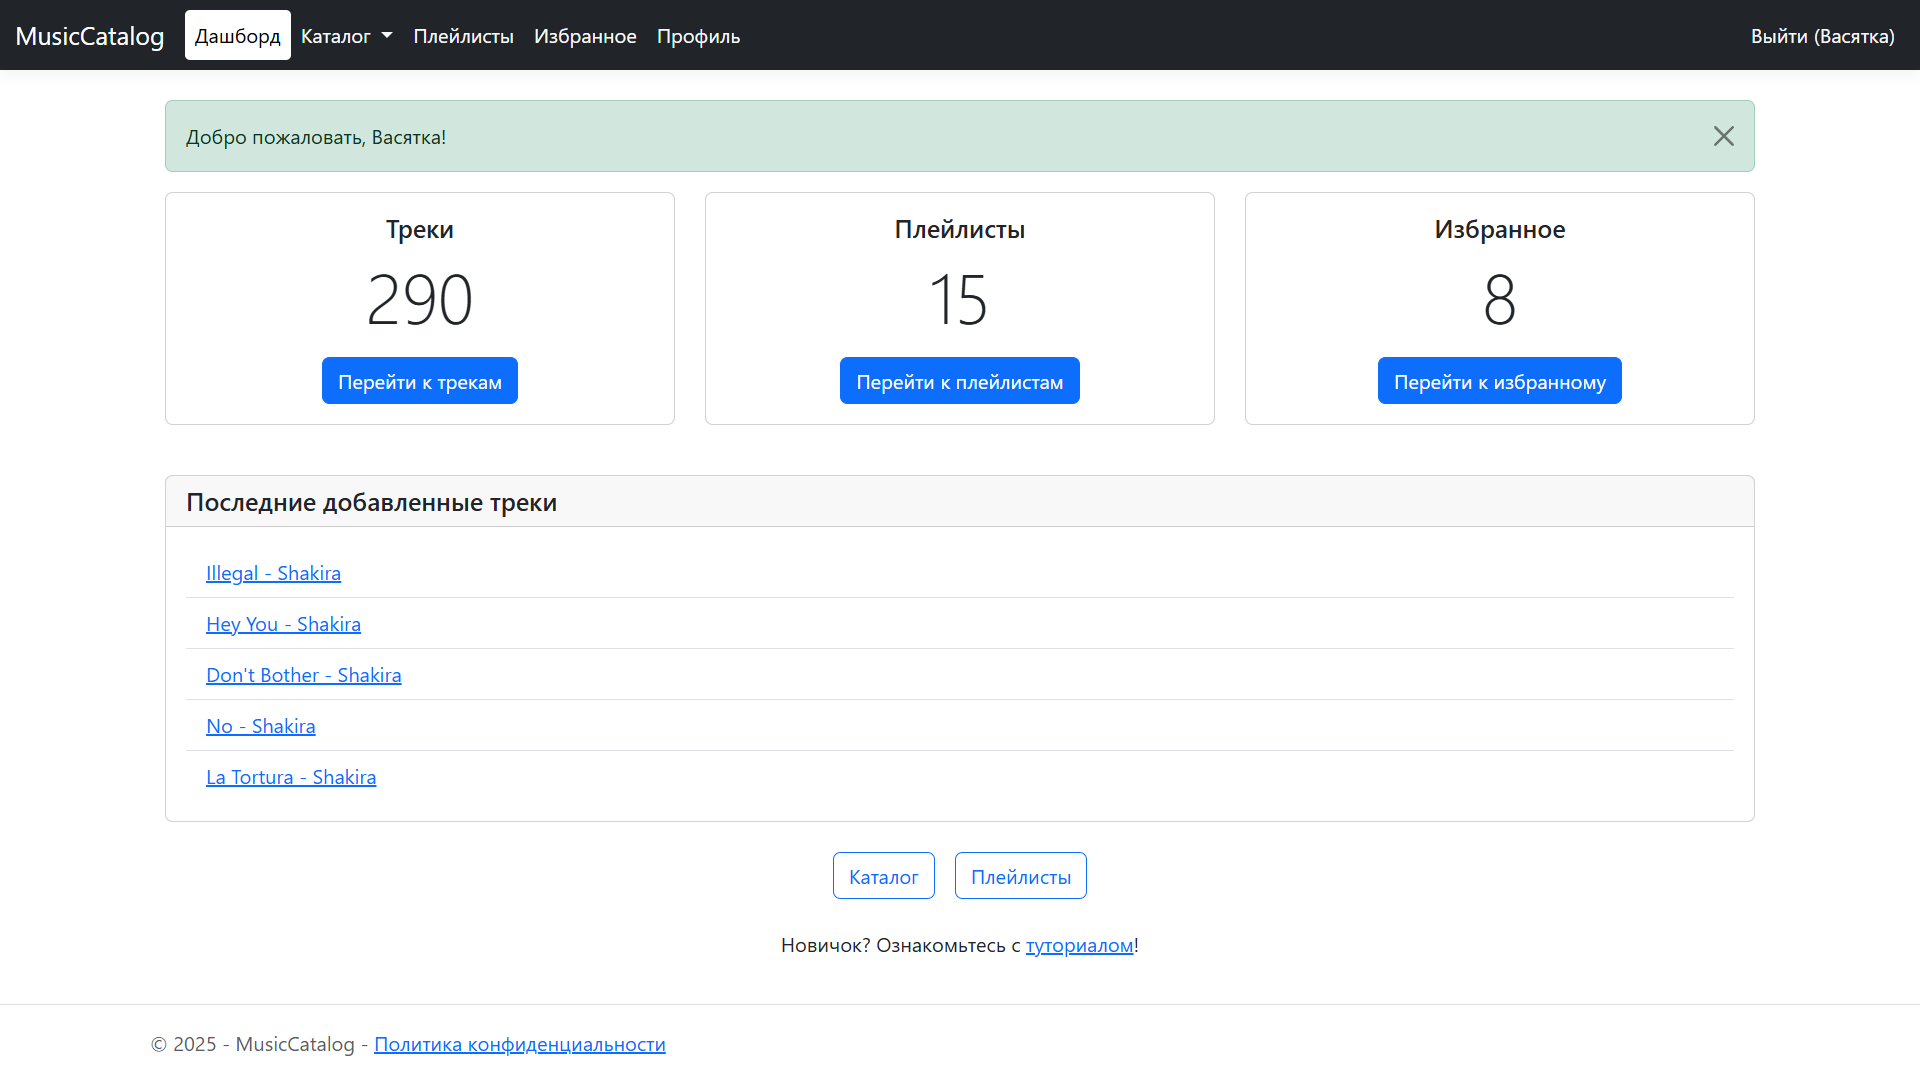 MusicCatalog Дашборд Каталог Плейлисты Избранное Профиль Выйти (Васятка)
Добро пожаловать, Васятка!
Треки
290
Перейти к трекам
Плейлисты
15
Перейти к плейлистам
Избранное
8
Перейти к избранному
Последние добавленные треки
Illegal - Shakira
Hey You - Shakira
Don't Bother - Shakira
No - Shakira
La Tortura - Shakira
Каталог Плейлисты
Новичок? Ознакомьтесь с туториалом!
© 2025 - MusicCatalog - Политика конфиденциальности